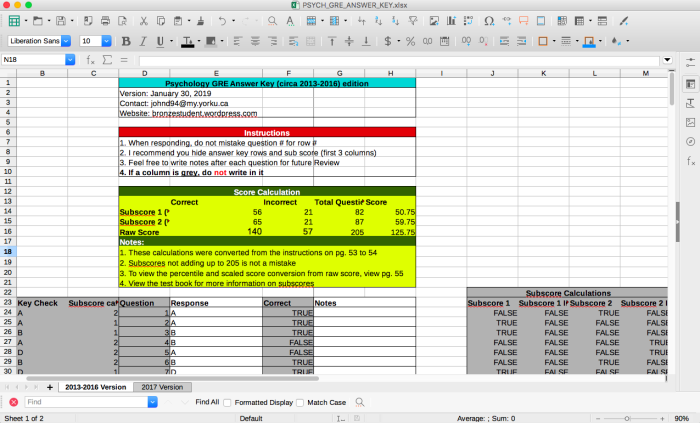 PSYCH_GRE_ANSWER_KEY.xlsx
Liberation Sans 10
N18
B C D E F G H I J K L M
1 Psychology GRE Answer Key (circa 2013-2016) edition
2 Version: January 30, 2019
3 Contact: johnd94@my.yorku.ca
4 Website: bronzestudent.wordpress.com
5
6 Instructions
7 1. When responding, do not mistake question # for row #
8 2. I recommend you hide answer key rows and sub score (first 3 columns)
9 3. Feel free to write notes after each question for future Review
10 4. If a column is grey, do not write in it
11
12 Score Calculation
13 Correct Incorrect Total Questi Score
14 Subscore 1 (* 56 21 82 50.75
15 Subscore 2 (* 65 21 87 59.75
16 Raw Score 140 57 205 125.75
17 Notes:
18 1. These calculations were converted from the instructions on pg. 53 to 54
19 2. Subscores not adding up to 205 is not a mistake
20 3. To view the percentile and scaled score conversion from raw score, view pg. 55
21 4. View the test book for more information on subscores
22 Subscore Calculations
23 Key Check Subscore ca Question Response Correct Notes Subscore 1 Subscore 1 I Subscore 2 Subscore 2 I
24 A 2 1 A TRUE FALSE FALSE TRUE FALS
25 A 1 2 A TRUE TRUE FALSE FALSE FALS
26 B 1 3 B TRUE TRUE FALSE FALSE FALS
27 A 2 4 B FALSE FALSE FALSE FALSE TRUE
28 D 2 5 A FALSE FALSE FALSE FALSE TRUE
29 B 2 6 B TRUE FALSE FALSE TRUE FALS
30 D 1 7 D TRUE TRUE FALSE FALSE FALS
2013-2016 Version 2017 Version
Find Find All Formatted Display Match Case
Sheet 1 of 2 Default Average: ; Sum: 0 90%